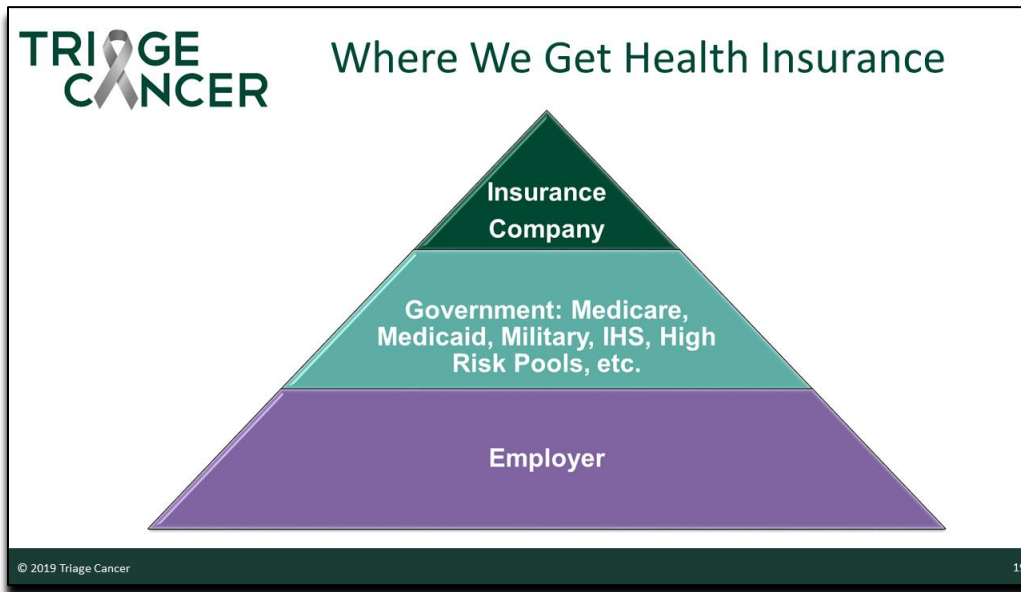 TRIAGE
CANCER
Where We Get Health Insurance
Insurance
Company
Government: Medicare,
Medicaid, Military, IHS, High
Risk Pools, etc.
Employer
© 2019 Triage Cancer
19